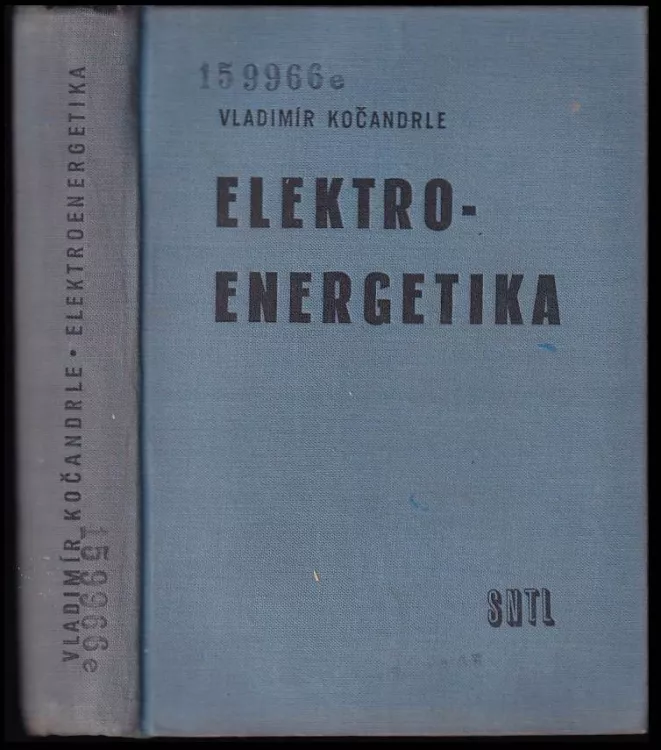 159966e
VLADIMÍR KOČANDRLE
ELEKTRO-
ENERGETIKA
SNTL
VLADIMÍR KOČANDRLE • ELEKTROENERGETIKA
159966e